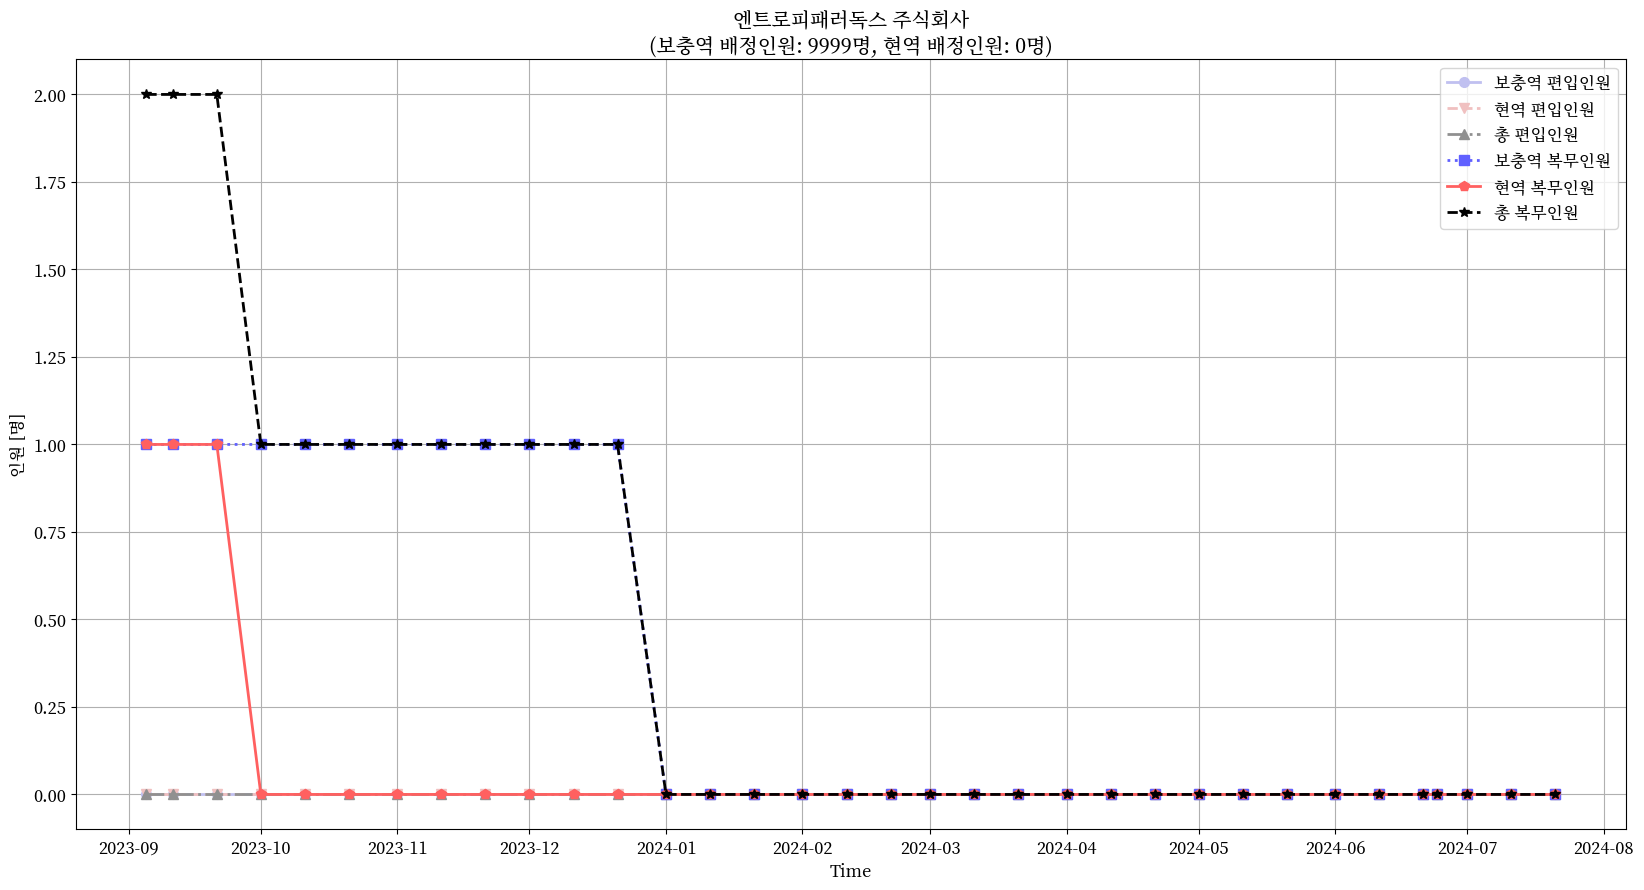 엔트로피패러독스 주식회사
(보충역 배정인원: 9999명, 현역 배정인원: 0명)
보충역 편입인원
현역 편입인원
총 편입인원
보충역 복무인원
현역 복무인원
총 복무인원
인원 [명]
2.00
1.75
1.50
1.25
1.00
0.75
0.50
0.25
0.00
2023-09 2023-10 2023-11 2023-12 2024-01 2024-02 2024-03 2024-04 2024-05 2024-06 2024-07 2024-08
Time